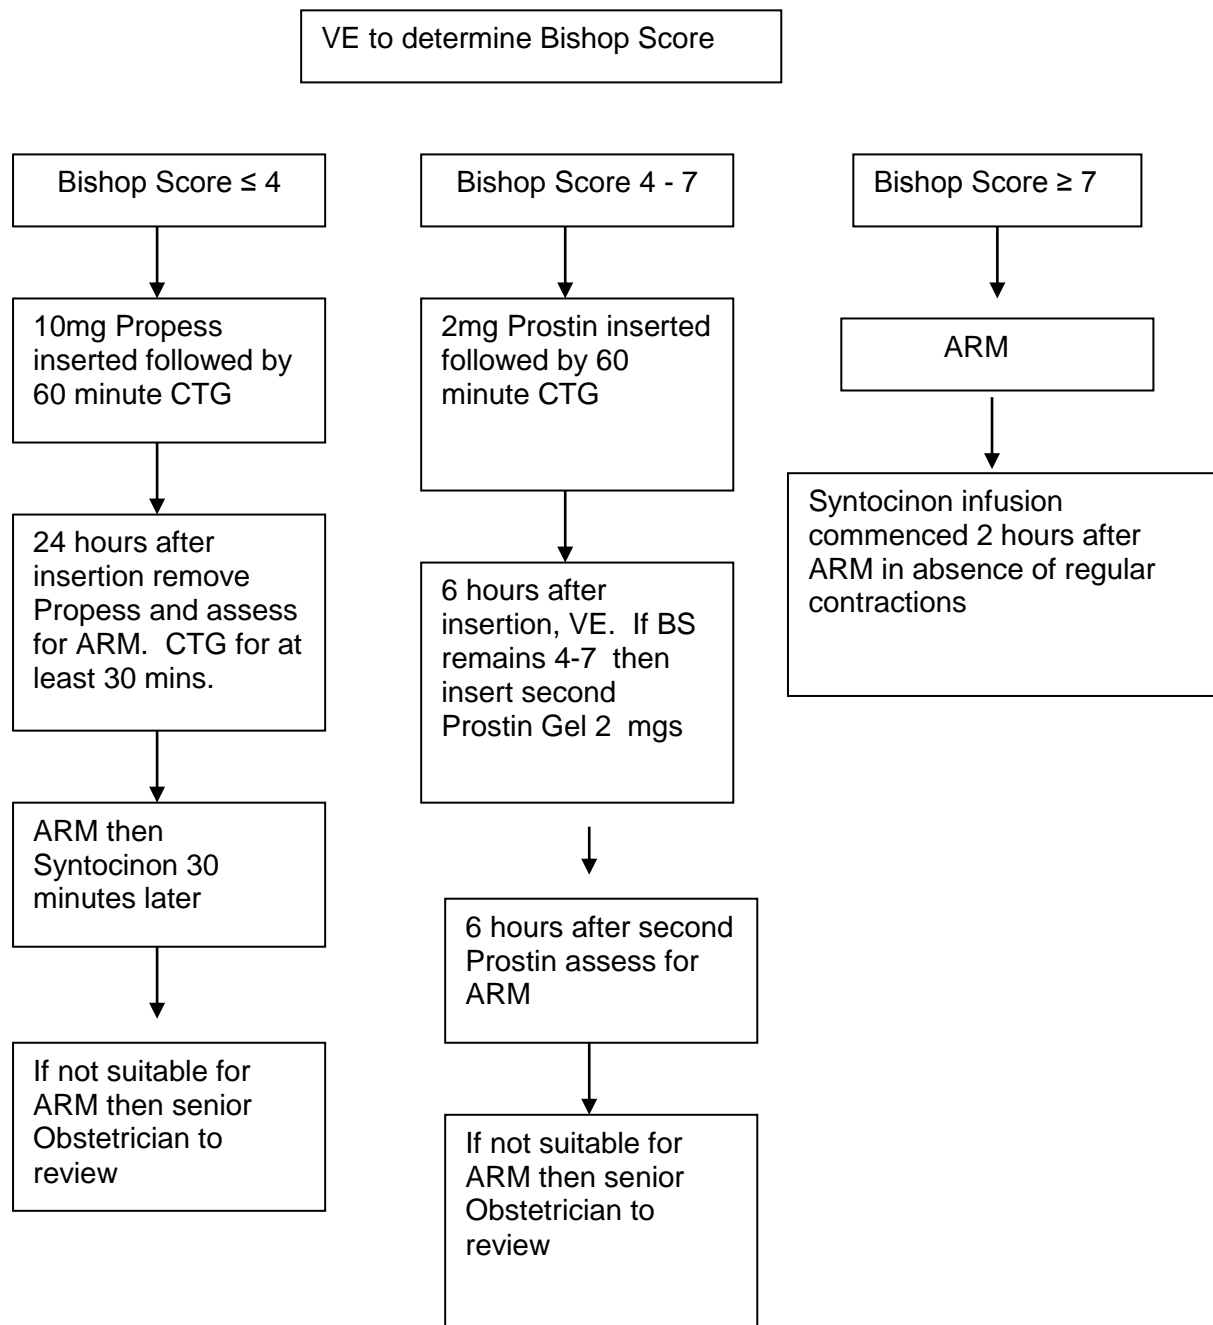 VE to determine Bishop Score
Bishop Score ≤ 4
10mg Propess
inserted followed by
60 minute CTG
24 hours after
insertion remove
Propess and assess
for ARM.  CTG for at
least 30 mins.
ARM then
Syntocinon 30
minutes later
If not suitable for
ARM then senior
Obstetrician to
review
Bishop Score 4 - 7
2mg Prostin inserted
followed by 60
minute CTG
6 hours after
insertion, VE.  If BS
remains 4-7  then
insert second
Prostin Gel 2  mgs
6 hours after second
Prostin assess for
ARM
If not suitable for
ARM then senior
Obstetrician to
review
Bishop Score ≥ 7
ARM
Syntocinon infusion
commenced 2 hours after
ARM in absence of regular
contractions